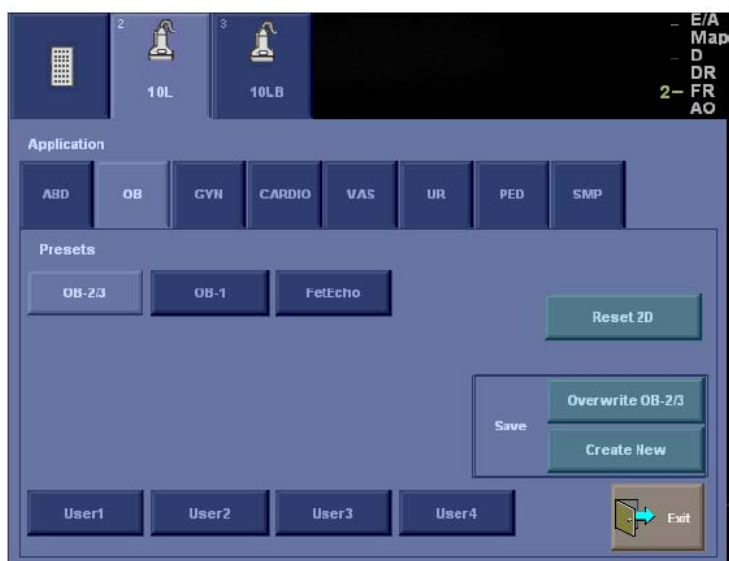 2
3
10L
10LB
_ E/A
Map
_ D
DR
2- FR
AO
Application
ABD
OB
GYN
CARDIO
VAS
UR
PED
SMP
Presets
OB-2/3
OB-1
FetEcho
Reset 2D
Save
Overwrite OB-2/3
Create New
User1
User2
User3
User4
Exit